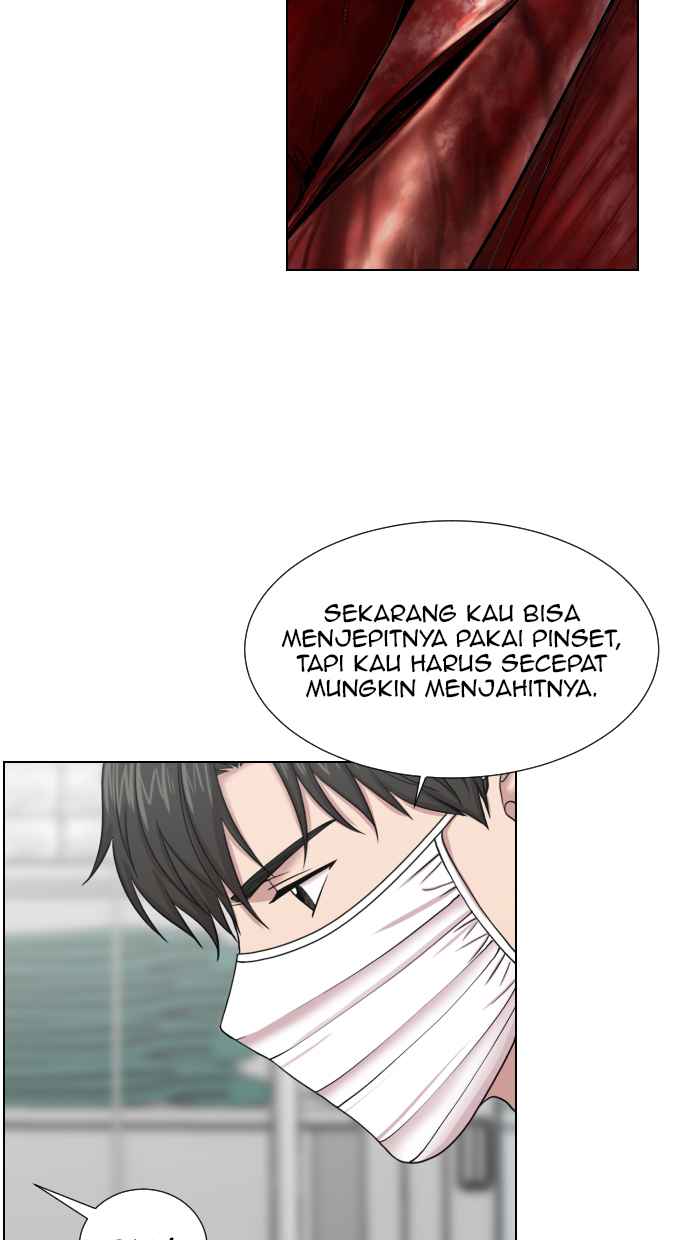 SEKARANG KAU BISA
MENJEPITNYA PAKAI PINSET,
TAPI KAU HARUS SECEPAT
MUNGKIN MENJAHITNYA.